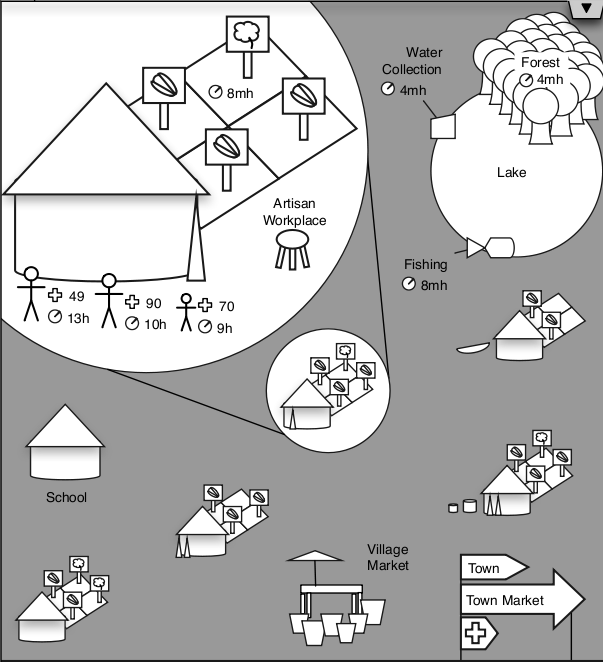 8mh
Artisan
Workplace
49
13h
90
10h
70
9h
Water
Collection
4mh
Forest
4mh
Lake
Fishing
8mh
School
Village
Market
Town
Town Market